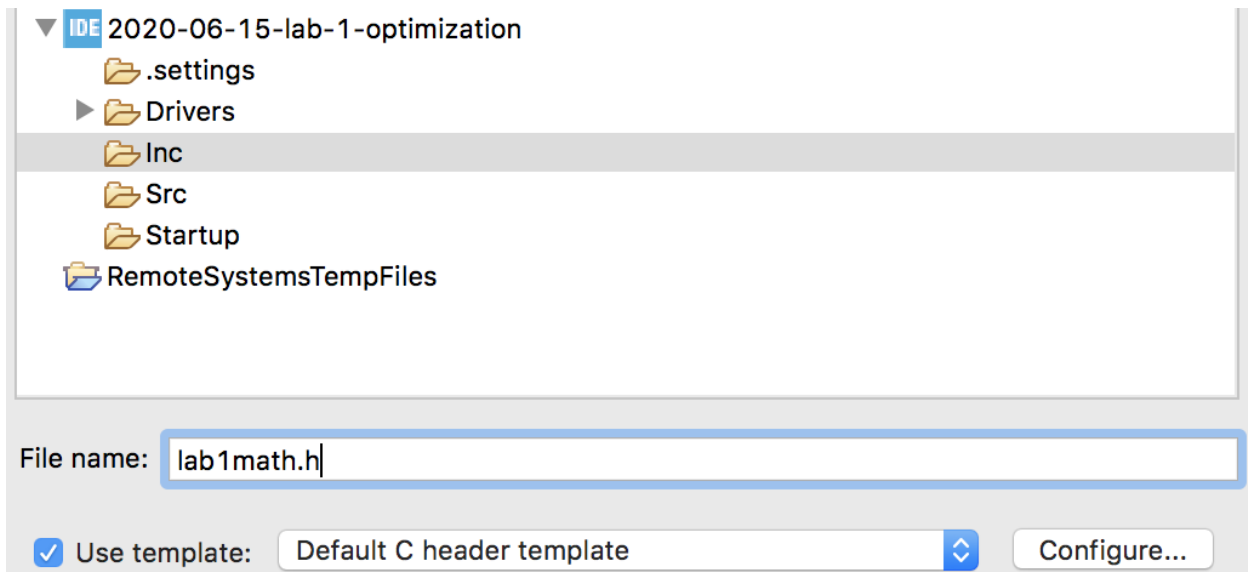 IDE 2020-06-15-lab-1-optimization
.settings
Drivers
Inc
Src
Startup
RemoteSystemsTempFiles
File name: lab1math.h
Use template: Default C header template Configure...